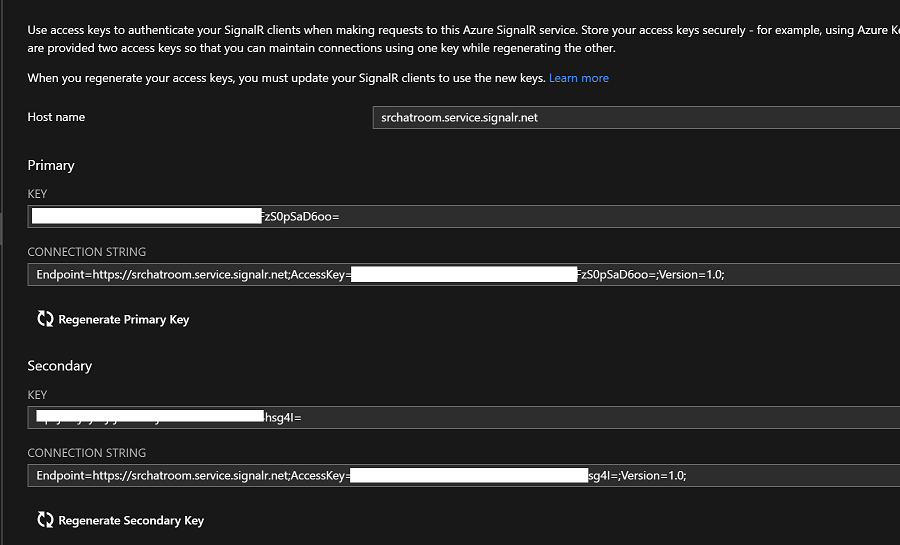 Use access keys to authenticate your SignalR clients when making requests to this Azure SignalR service. Store your access keys securely - for example, using Azure
are provided two access keys so that you can maintain connections using one key while regenerating the other.
When you regenerate your access keys, you must update your SignalR clients to use the new keys. Learn more
Host name
srchatroom.service.signalr.net
Primary
KEY
FzS0pSaD6oo=
CONNECTION STRING
Endpoint=https://srchatroom.service.signalr.net;AccessKey= FzS0pSaD6oo=;Version=1.0;
Regenerate Primary Key
Secondary
KEY
hsg4I=
CONNECTION STRING
Endpoint=https://srchatroom.service.signalr.net;AccessKey= sg4I=;Version=1.0;
Regenerate Secondary Key